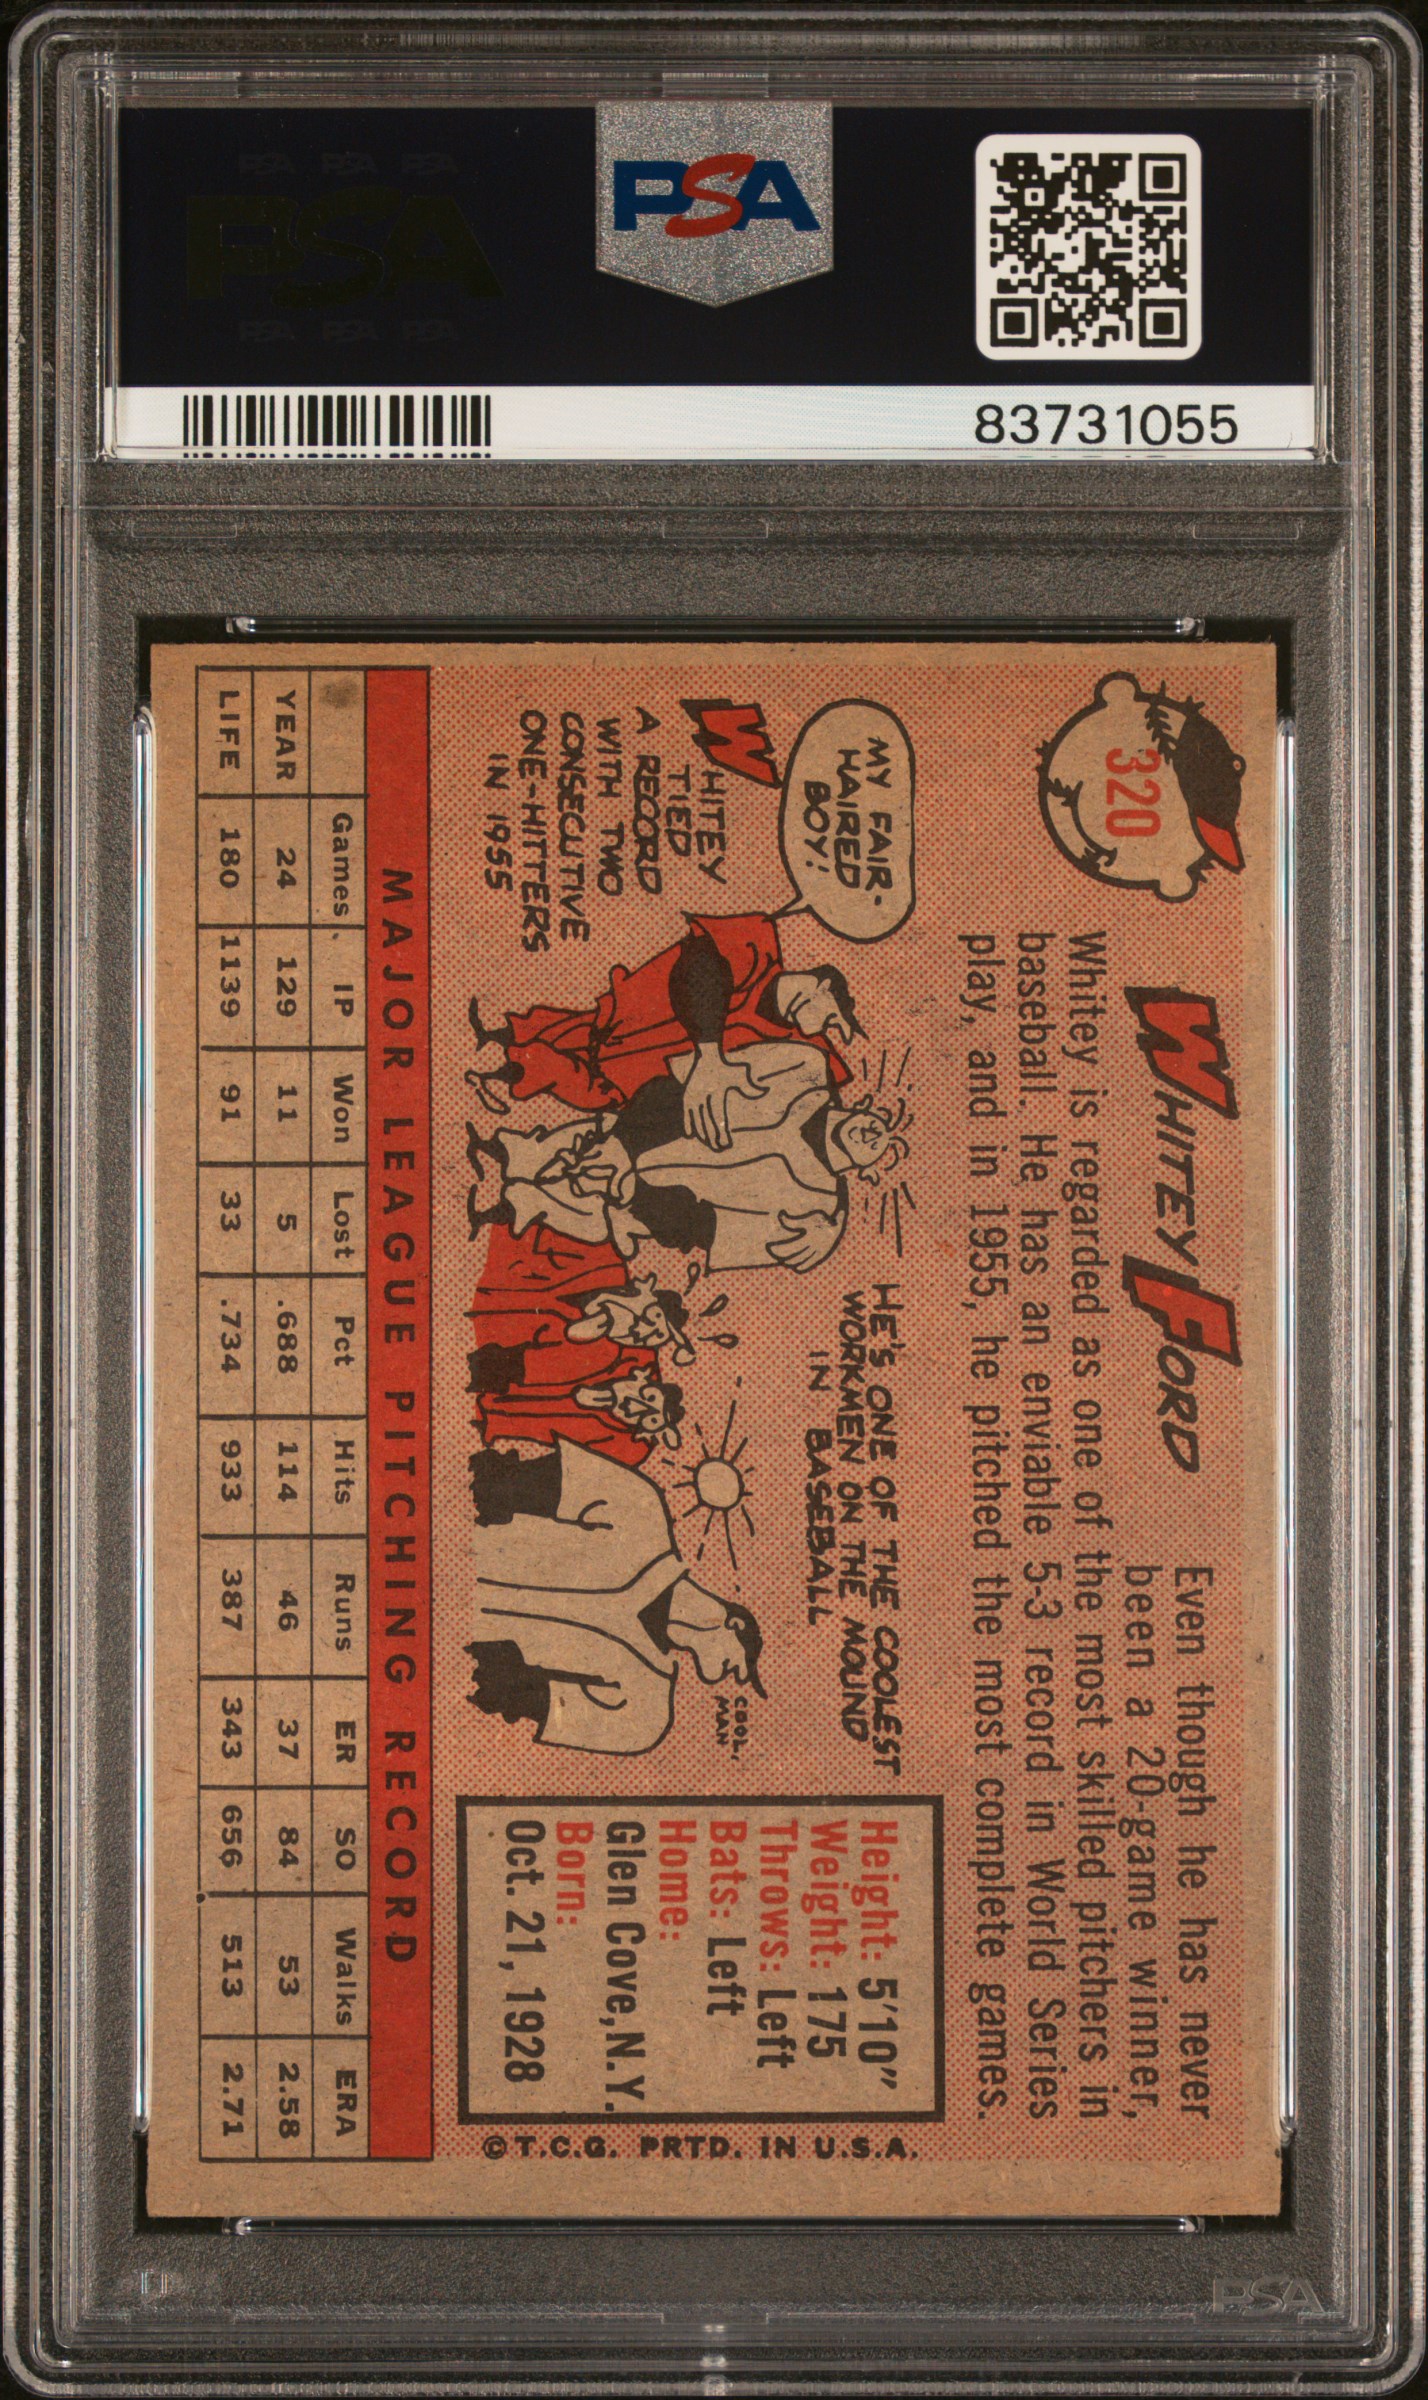 PSA PSA PSA
PSA
PSA PSA PSA
PSA
83731055
320
WHITEY FORD
Even though he has never
been a 20-game winner,
Whitey is regarded as one of the most skilled pitchers in
baseball. He has an enviable 5-3 record in World Series
play, and in 1955, he pitched the most complete games.
MY FAIR-
HAIRED
BOY!
WHITEY
TIED
A RECORD
WITH TWO
CONSECUTIVE
ONE-HITTERS
IN 1955
HE'S ONE OF THE COOLEST
WORKMEN ON THE MOUND
IN BASEBALL
COOL,
MAN
Height: 5'10"
Weight: 175
Throws: Left
Bats: Left
Home:
Glen Cove, N.Y.
Born:
Oct. 21, 1928
© T.C.G. PRTD. IN U.S.A.
MAJOR LEAGUE PITCHING RECORD
Games IP Won Lost Pct Hits Runs ER SO Walks ERA
YEAR 24 129 11 5 .688 114 46 37 84 53 2.58
LIFE 180 1139 91 33 .734 933 387 343 656 513 2.71
PSA